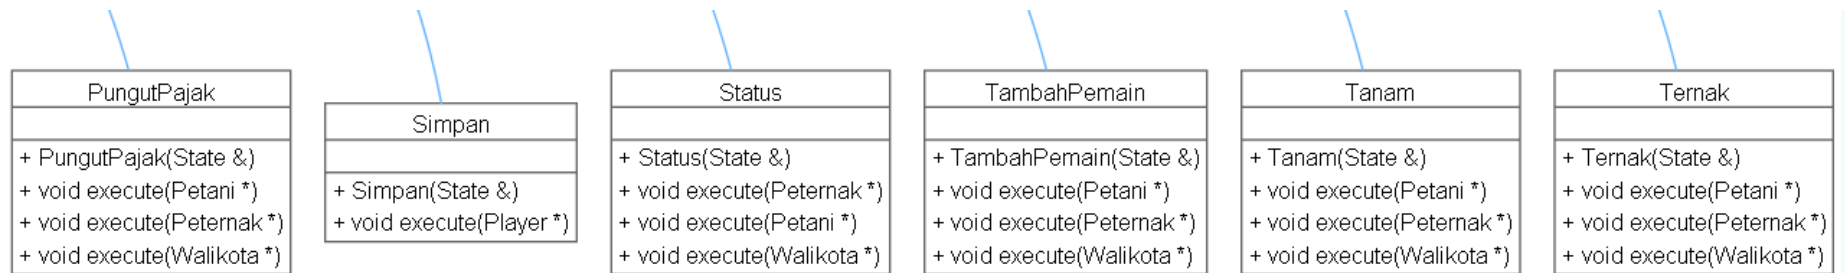 PungutPajak
+ PungutPajak(State &)
+ void execute(Petani *)
+ void execute(Peternak *)
+ void execute(Walikota *)
Simpan
+ Simpan(State &)
+ void execute(Player *)
Status
+ Status(State &)
+ void execute(Peternak *)
+ void execute(Petani *)
+ void execute(Walikota *)
TambahPemain
+ TambahPemain(State &)
+ void execute(Petani *)
+ void execute(Peternak *)
+ void execute(Walikota *)
Tanam
+ Tanam(State &)
+ void execute(Petani *)
+ void execute(Peternak *)
+ void execute(Walikota *)
Ternak
+ Ternak(State &)
+ void execute(Petani *)
+ void execute(Peternak *)
+ void execute(Walikota *)